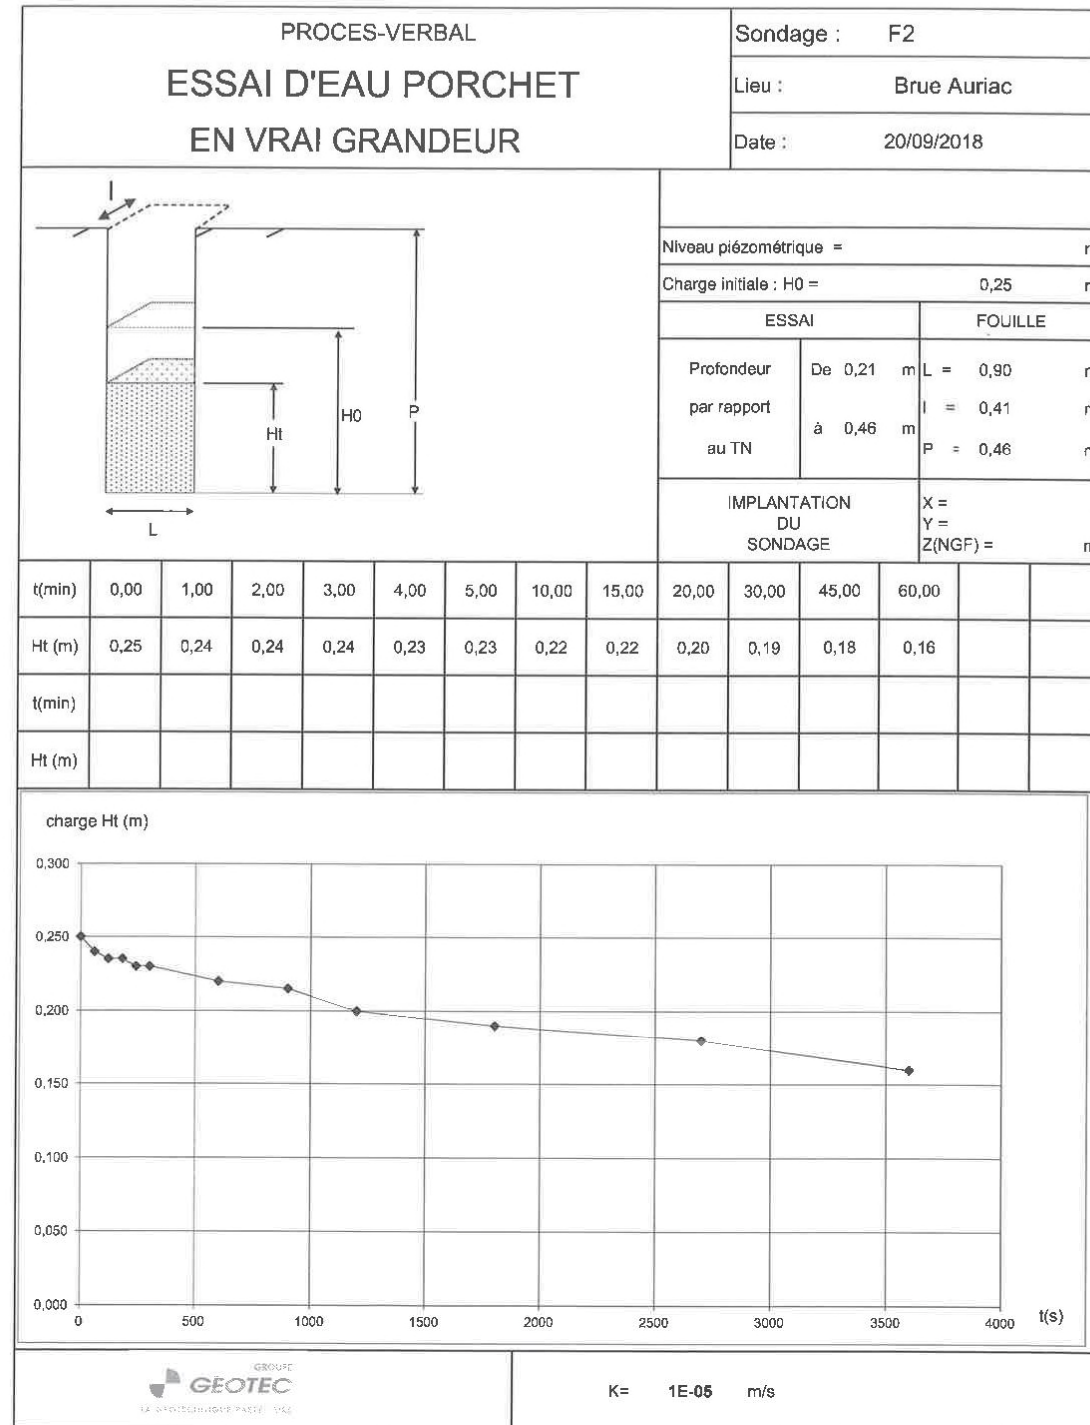 PROCES-VERBAL
ESSAI D'EAU PORCHET
EN VRAI GRANDEUR
Sondage : F2
Lieu : Brue Auriac
Date : 20/09/2018
l
H0
P
Ht
L
Niveau piézométrique =
Charge initiale : H0 = 0,25
ESSAI FOUILLE
Profondeur
par rapport
au TN
De 0,21 m
à 0,46 m
L = 0,90
l = 0,41
P = 0,46
IMPLANTATION
DU
SONDAGE
X =
Y =
Z(NGF) =
t(min) 0,00 1,00 2,00 3,00 4,00 5,00 10,00 15,00 20,00 30,00 45,00 60,00
Ht (m) 0,25 0,24 0,24 0,24 0,23 0,23 0,22 0,22 0,20 0,19 0,18 0,16
t(min)
Ht (m)
charge Ht (m)
0,300
0,250
0,200
0,150
0,100
0,050
0,000
0 500 1000 1500 2000 2500 3000 3500 4000 t(s)
GROUPE
GEOTEC
K= 1E-05 m/s